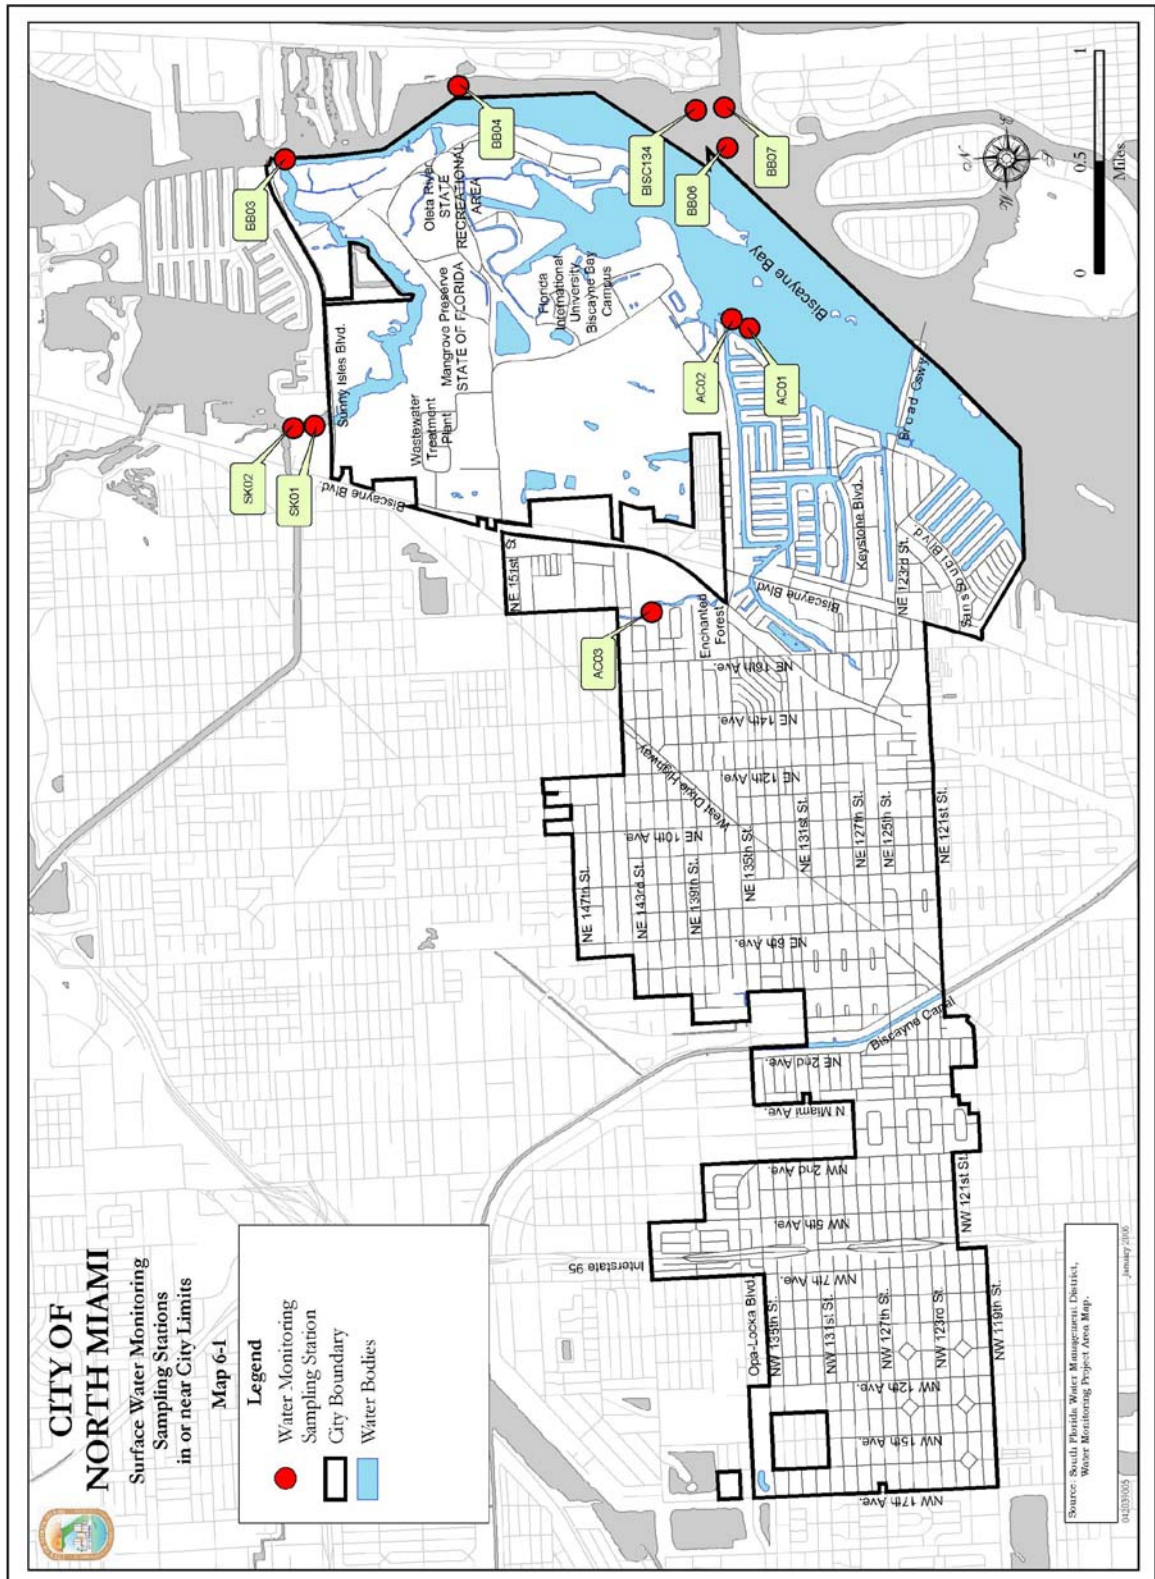 CITY OF
NORTH MIAMI
Surface Water Monitoring
Sampling Stations
in or near City Limits
Map 6-1
Legend
Water Monitoring
Sampling Station
City Boundary
Water Bodies
SK02
SK01
BB03
BB04
BISC134
BB06
BB07
AC02
AC01
AC03
Sunny Isles Blvd.
Biscayne Blvd.
Wastewater
Treatment
Plant
Mangrove Preserve
STATE OF FLORIDA
Oleta River
STATE
RECREATIONAL
AREA
Florida
International
University
Biscayne Bay
Campus
Biscayne Bay
Broad Cswy
NE 151st St.
Enchanted
Forest
Biscayne Blvd.
Keystone Blvd.
NE 123rd St.
Sans Souci Blvd.
NE 16th Ave.
NE 14th Ave.
NE 12th Ave.
West Dixie Highway
NE 10th Ave.
NE 6th Ave.
NE 147th St.
NE 143rd St.
NE 139th St.
NE 135th St.
NE 131st St.
NE 127th St.
NE 125th St.
NE 121st St.
Biscayne Canal
NE 2nd Ave.
N Miami Ave.
NW 2nd Ave.
NW 5th Ave.
NW 7th Ave.
Interstate 95
Opa-Locka Blvd.
NW 135th St.
NW 131st St.
NW 127th St.
NW 123rd St.
NW 121st St.
NW 119th St.
NW 12th Ave.
NW 15th Ave.
NW 17th Ave.
N
E
0 0.5 1
Miles
Source: South Florida Water Management District,
Water Monitoring Project Area Map.
042039005
January 2006